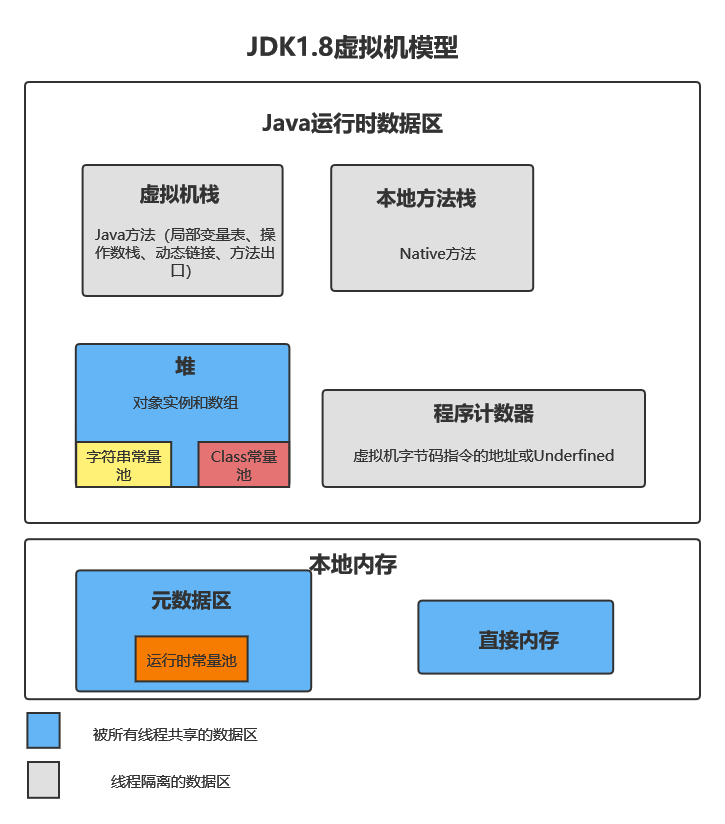 JDK1.8虚拟机模型
Java运行时数据区
虚拟机栈
Java方法（局部变量表、操
作数栈、动态链接、方法出
口）
本地方法栈
Native方法
堆
对象实例和数组
字符串常量
池
Class常量
池
程序计数器
虚拟机字节码指令的地址或Underfined
本地内存
元数据区
运行时常量池
直接内存
被所有线程共享的数据区
线程隔离的数据区